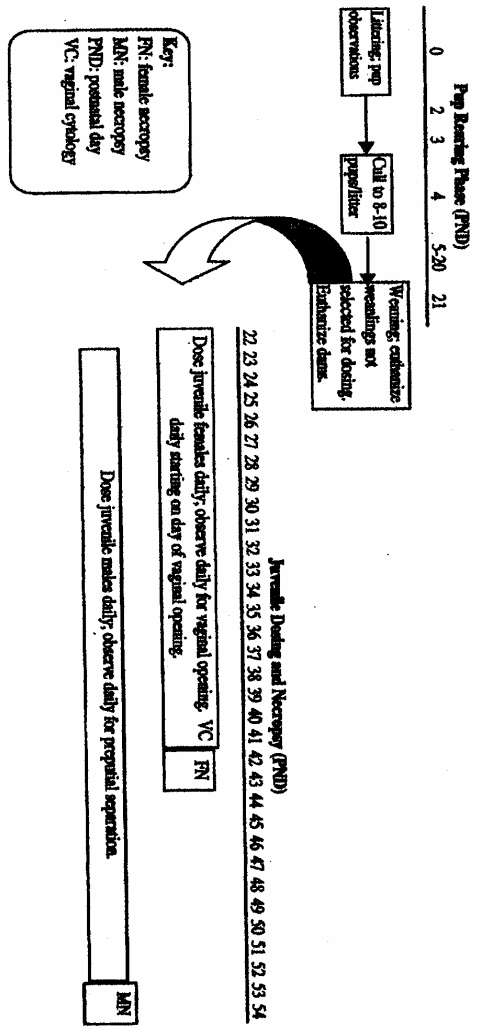 Pup Rearing Phase (PND)
0 2 3 4 5-20 21
Littering; pup
observations
Cull to 8-10
pups/litter
Weaning; euthanize
weanlings not
selected for dosing.
Euthanize dams.
Juvenile Dosing and Necropsy (PND)
22 23 24 25 26 27 28 29 30 31 32 33 34 35 36 37 38 39 40 41 42 43 44 45 46 47 48 49 50 51 52 53 54
Dose juvenile females daily; observe daily for vaginal opening. VC
daily starting on day of vaginal opening.
FN
Dose juvenile males daily; observe daily for preputial separation.
MN
Key:
FN: female necropsy
MN: male necropsy
PND: postnatal day
VC: vaginal cytology